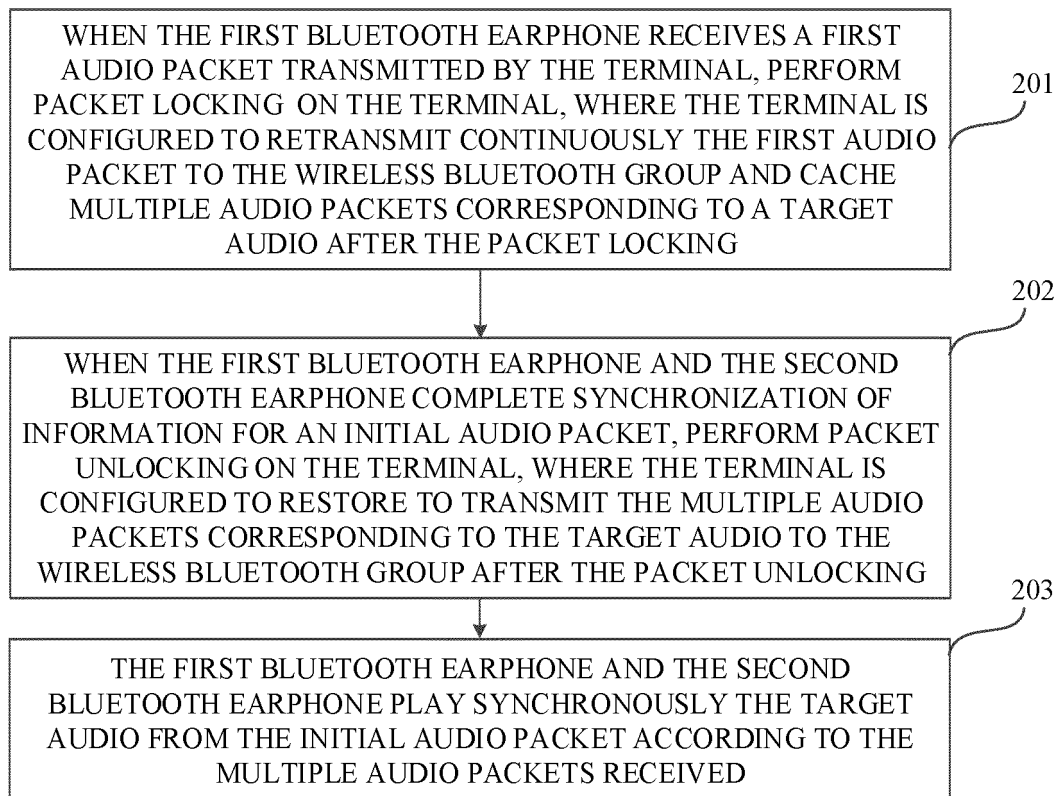 WHEN THE FIRST BLUETOOTH EARPHONE RECEIVES A FIRST
AUDIO PACKET TRANSMITTED BY THE TERMINAL, PERFORM
PACKET LOCKING ON THE TERMINAL, WHERE THE TERMINAL IS
CONFIGURED TO RETRANSMIT CONTINUOUSLY THE FIRST AUDIO
PACKET TO THE WIRELESS BLUETOOTH GROUP AND CACHE
MULTIPLE AUDIO PACKETS CORRESPONDING TO A TARGET
AUDIO AFTER THE PACKET LOCKING
201
WHEN THE FIRST BLUETOOTH EARPHONE AND THE SECOND
BLUETOOTH EARPHONE COMPLETE SYNCHRONIZATION OF
INFORMATION FOR AN INITIAL AUDIO PACKET, PERFORM PACKET
UNLOCKING ON THE TERMINAL, WHERE THE TERMINAL IS
CONFIGURED TO RESTORE TO TRANSMIT THE MULTIPLE AUDIO
PACKETS CORRESPONDING TO THE TARGET AUDIO TO THE
WIRELESS BLUETOOTH GROUP AFTER THE PACKET UNLOCKING
202
THE FIRST BLUETOOTH EARPHONE AND THE SECOND
BLUETOOTH EARPHONE PLAY SYNCHRONOUSLY THE TARGET
AUDIO FROM THE INITIAL AUDIO PACKET ACCORDING TO THE
MULTIPLE AUDIO PACKETS RECEIVED
203